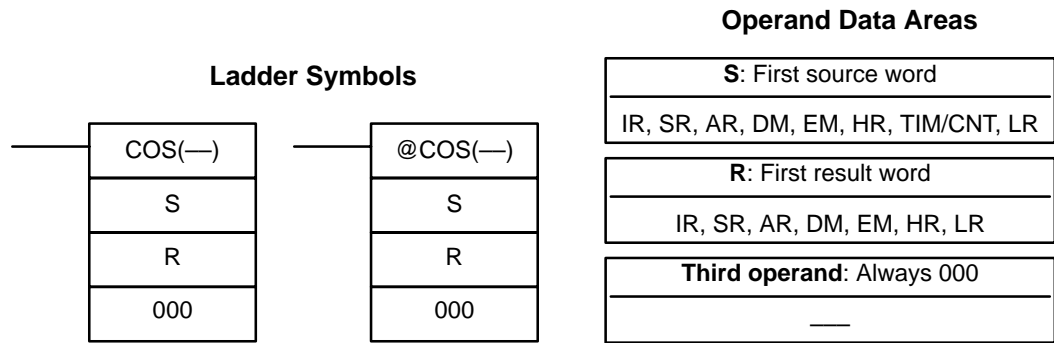 Ladder Symbols
COS(––)
S
R
000
@COS(––)
S
R
000
Operand Data Areas
S: First source word
IR, SR, AR, DM, EM, HR, TIM/CNT, LR
R: First result word
IR, SR, AR, DM, EM, HR, LR
Third operand: Always 000
–––